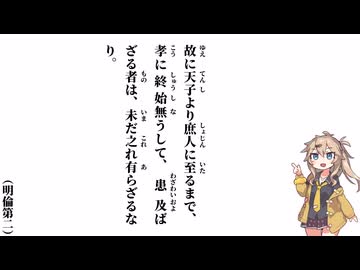 故に天子より庶人に至るまで、
孝に終始無うして、患及ば
ざる者は、未だ之れ有らざるな
り。
(明倫第二)
ゆえ てんし しょじん いた
こう しゅうし な わざわいおよ
もの いま これ あ